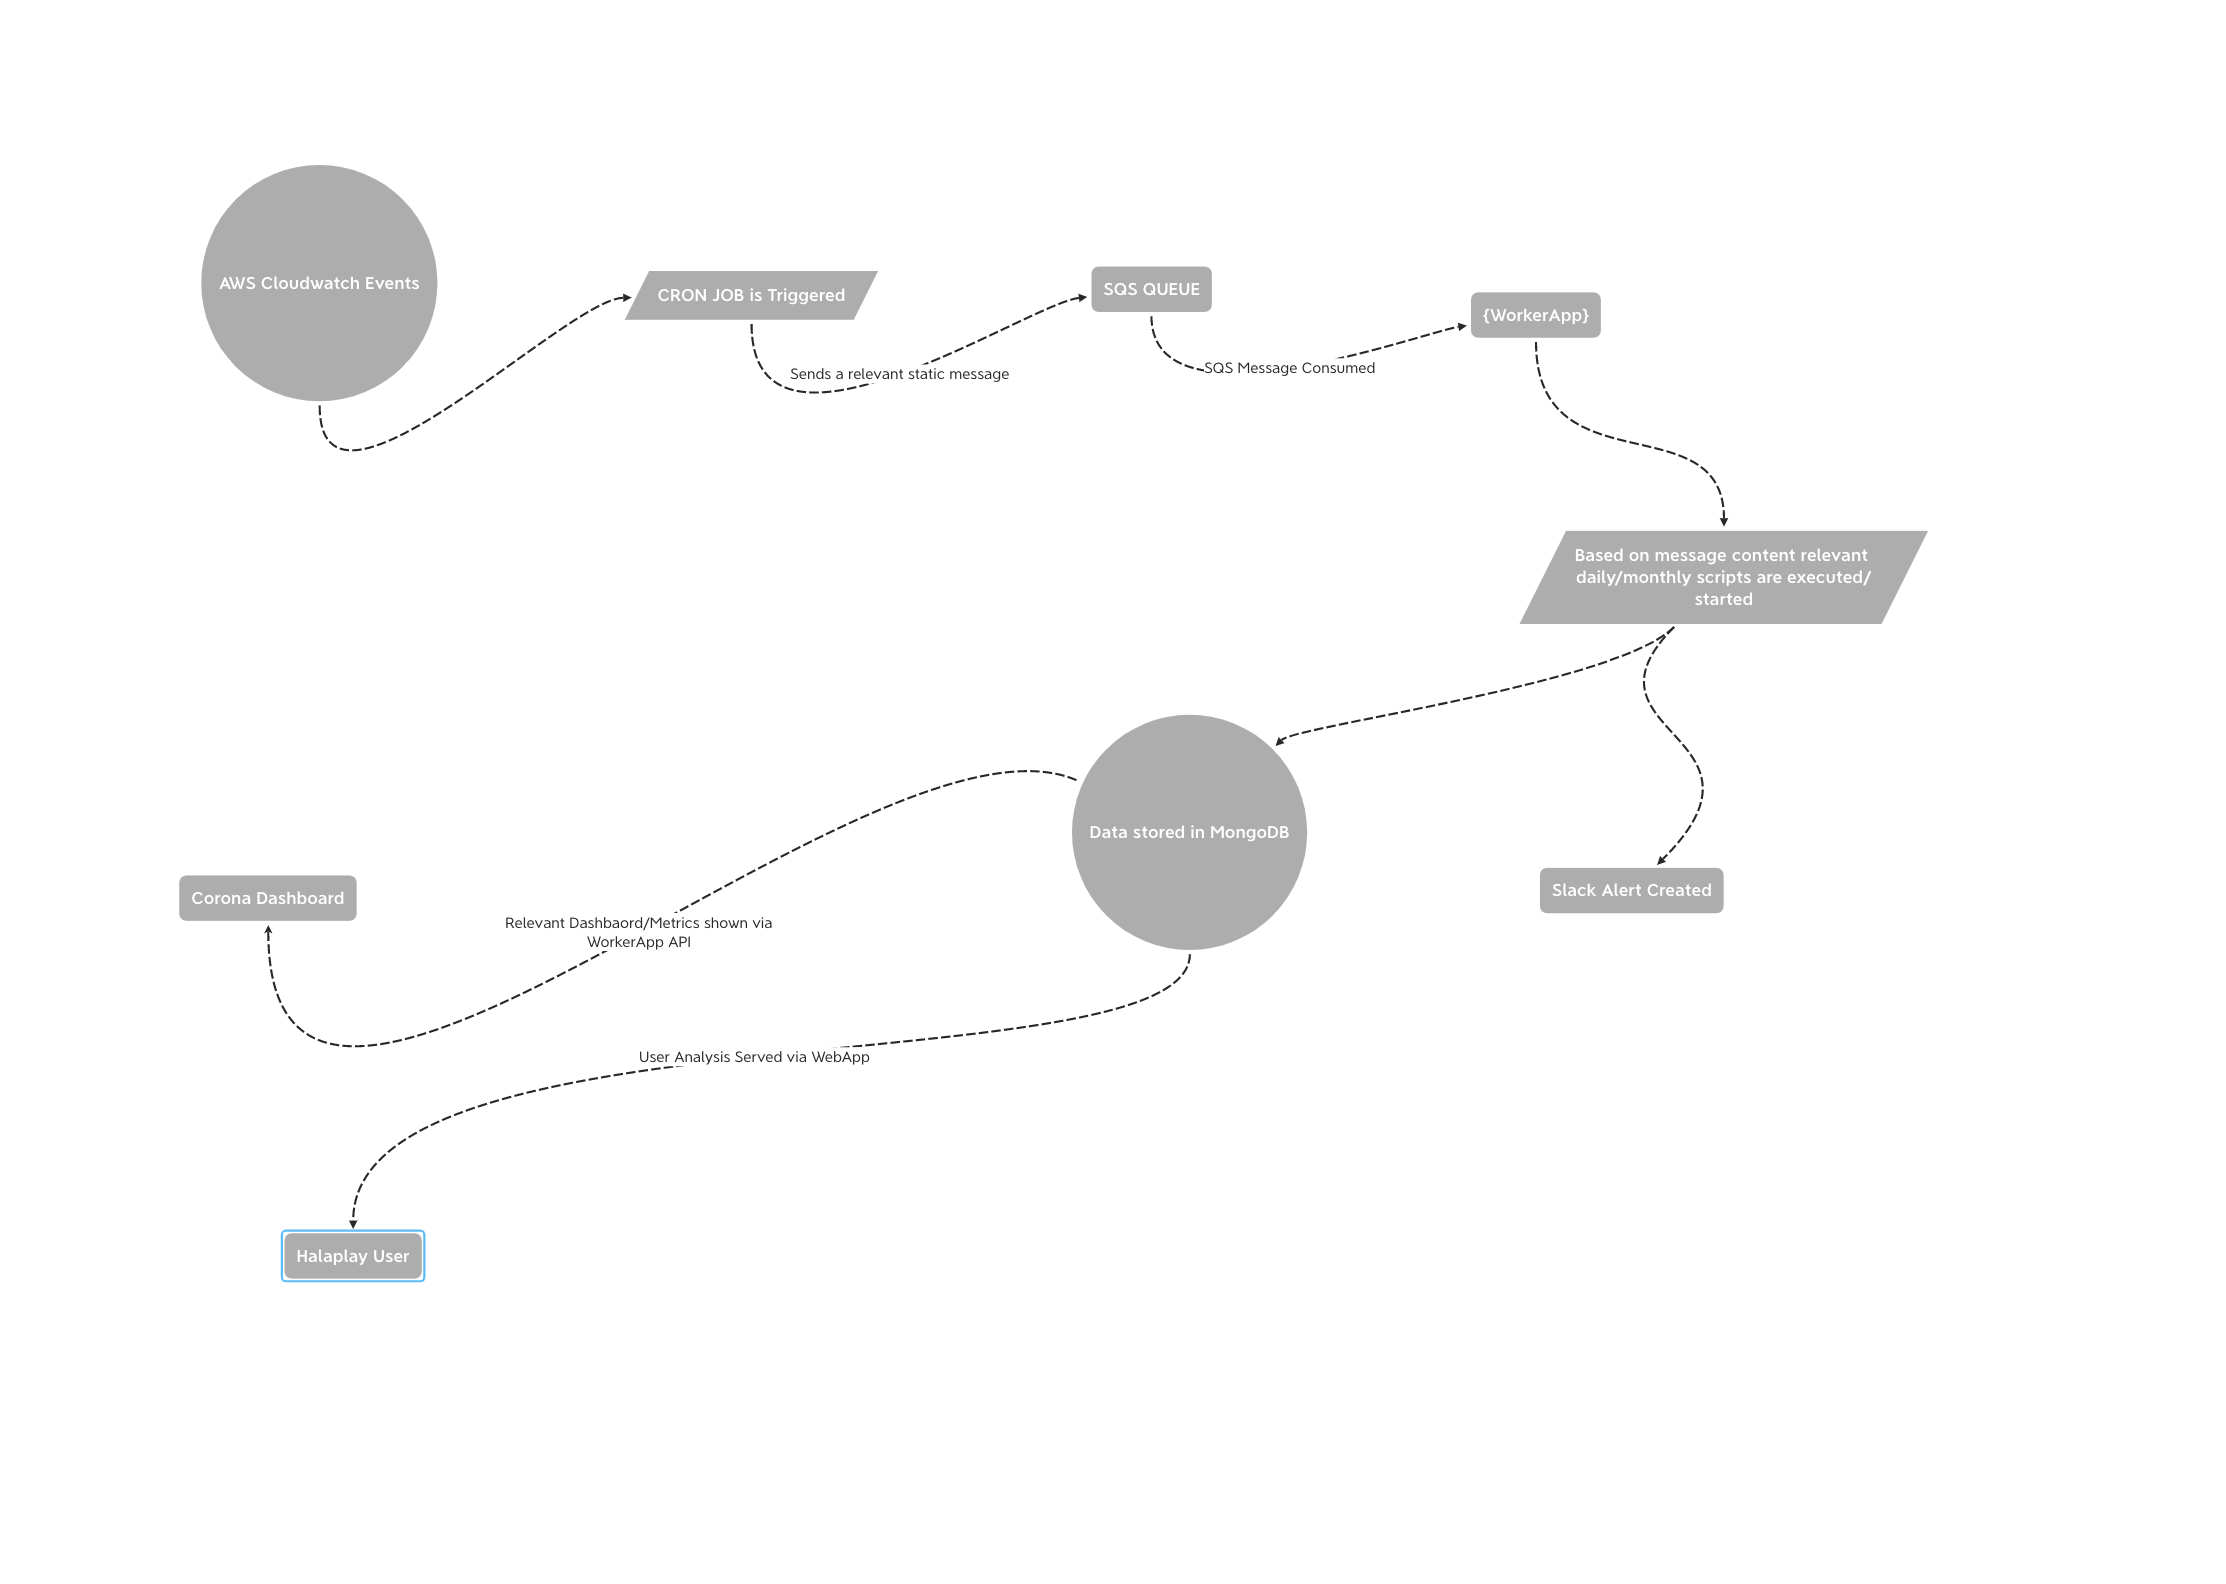 AWS Cloudwatch Events
CRON JOB is Triggered
SQS QUEUE
{WorkerApp}
Sends a relevant static message
SQS Message Consumed
Based on message content relevant
daily/monthly scripts are executed/
started
Data stored in MongoDB
Slack Alert Created
Corona Dashboard
Relevant Dashbaord/Metrics shown via
WorkerApp API
User Analysis Served via WebApp
Halaplay User